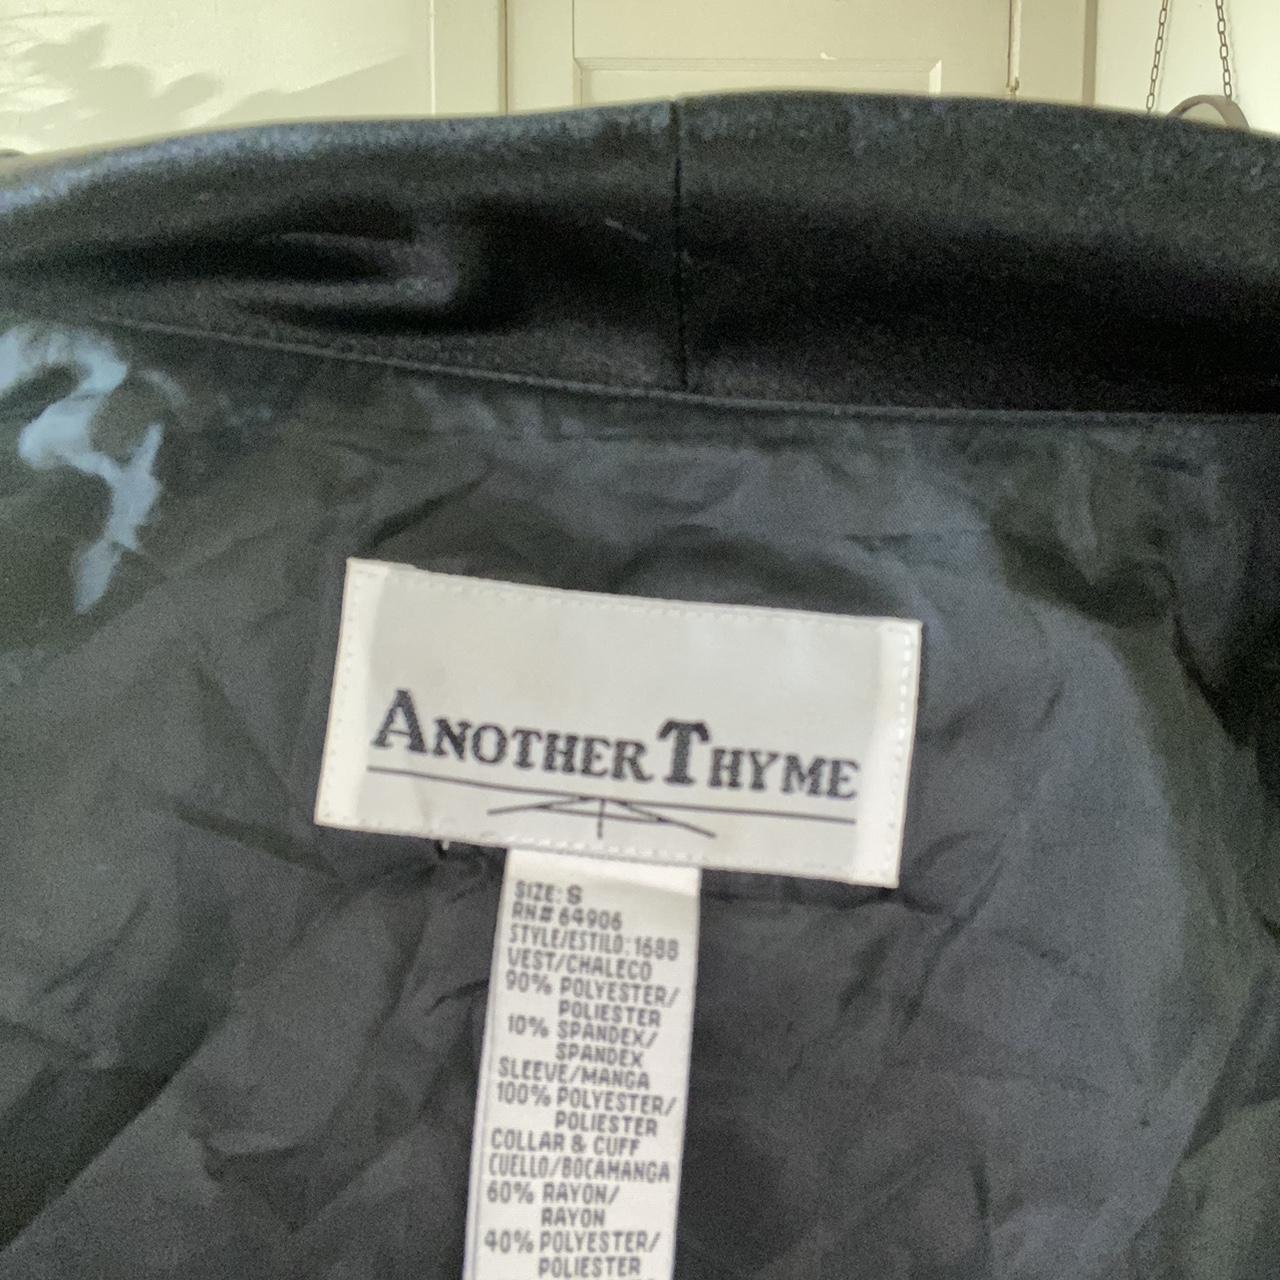 ANOTHER THYME
SIZE: S
RN# 64906
STYLE/ESTILO: 1688
VEST/CHALECO
90% POLYESTER/
POLIESTER
10% SPANDEX/
SPANDEX
SLEEVE/MANGA
100% POLYESTER/
POLIESTER
COLLAR & CUFF
CUELLO/BOCAMANGA
60% RAYON/
RAYON
40% POLYESTER/
POLIESTER